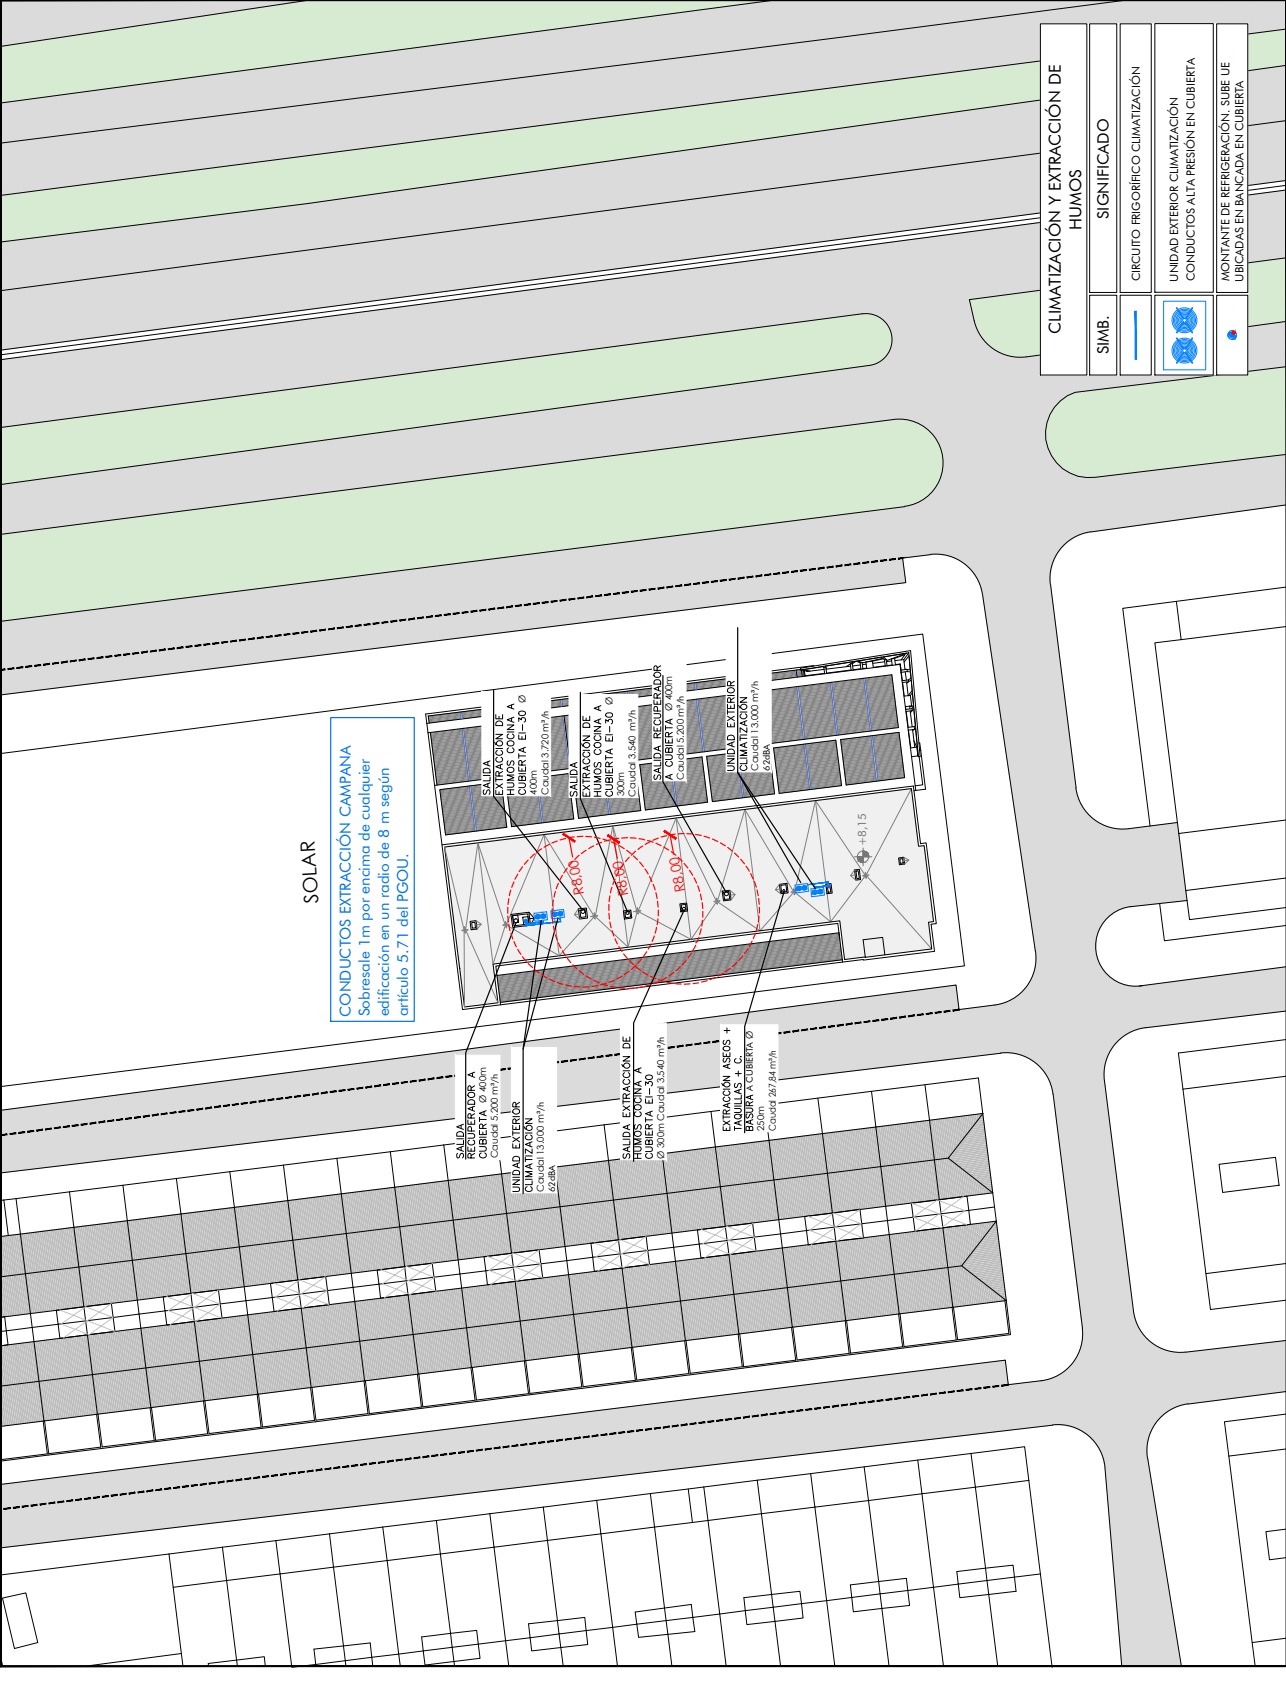 SOLAR
CONDUCTOS EXTRACCIÓN CAMPANA
Sobresale 1m por encima de cualquier
edificación en un radio de 8 m según
artículo 5.71 del PGOU.
SALIDA
EXTRACCIÓN DE
HUMOS COCINA A
CUBIERTA EI-30 Ø
400m
Caudal 3.720 m³/h
SALIDA
EXTRACCIÓN DE
HUMOS COCINA A
CUBIERTA EI-30 Ø
300m
Caudal 3.540 m³/h
SALIDA RECUPERADOR
A CUBIERTA Ø 400m
Caudal 5.200 m³/h
UNIDAD EXTERIOR
CLIMATIZACIÓN
Caudal 13.000 m³/h
62dBA
R8,00
R8,00
R8,00
+8,15
SALIDA
RECUPERADOR A
CUBIERTA Ø 400m
Caudal 5.200 m³/h
UNIDAD EXTERIOR
CLIMATIZACIÓN
Caudal 13.000 m³/h
62dBA
SALIDA EXTRACCIÓN DE
HUMOS COCINA A
CUBIERTA EI-30
Ø 300m Caudal 3.540 m³/h
EXTRACCIÓN ASEOS +
TAQUILLAS + C.
BASURA A CUBIERTA Ø
250m
Caudal 267,84 m³/h
CLIMATIZACIÓN Y EXTRACCIÓN DE
HUMOS
SIMB. SIGNIFICADO
CIRCUITO FRIGORÍFICO CLIMATIZACIÓN
UNIDAD EXTERIOR CLIMATIZACIÓN
CONDUCTOS ALTA PRESIÓN EN CUBIERTA
MONTANTE DE REFRIGERACIÓN. SUBE UE
UBICADAS EN BANCADA EN CUBIERTA